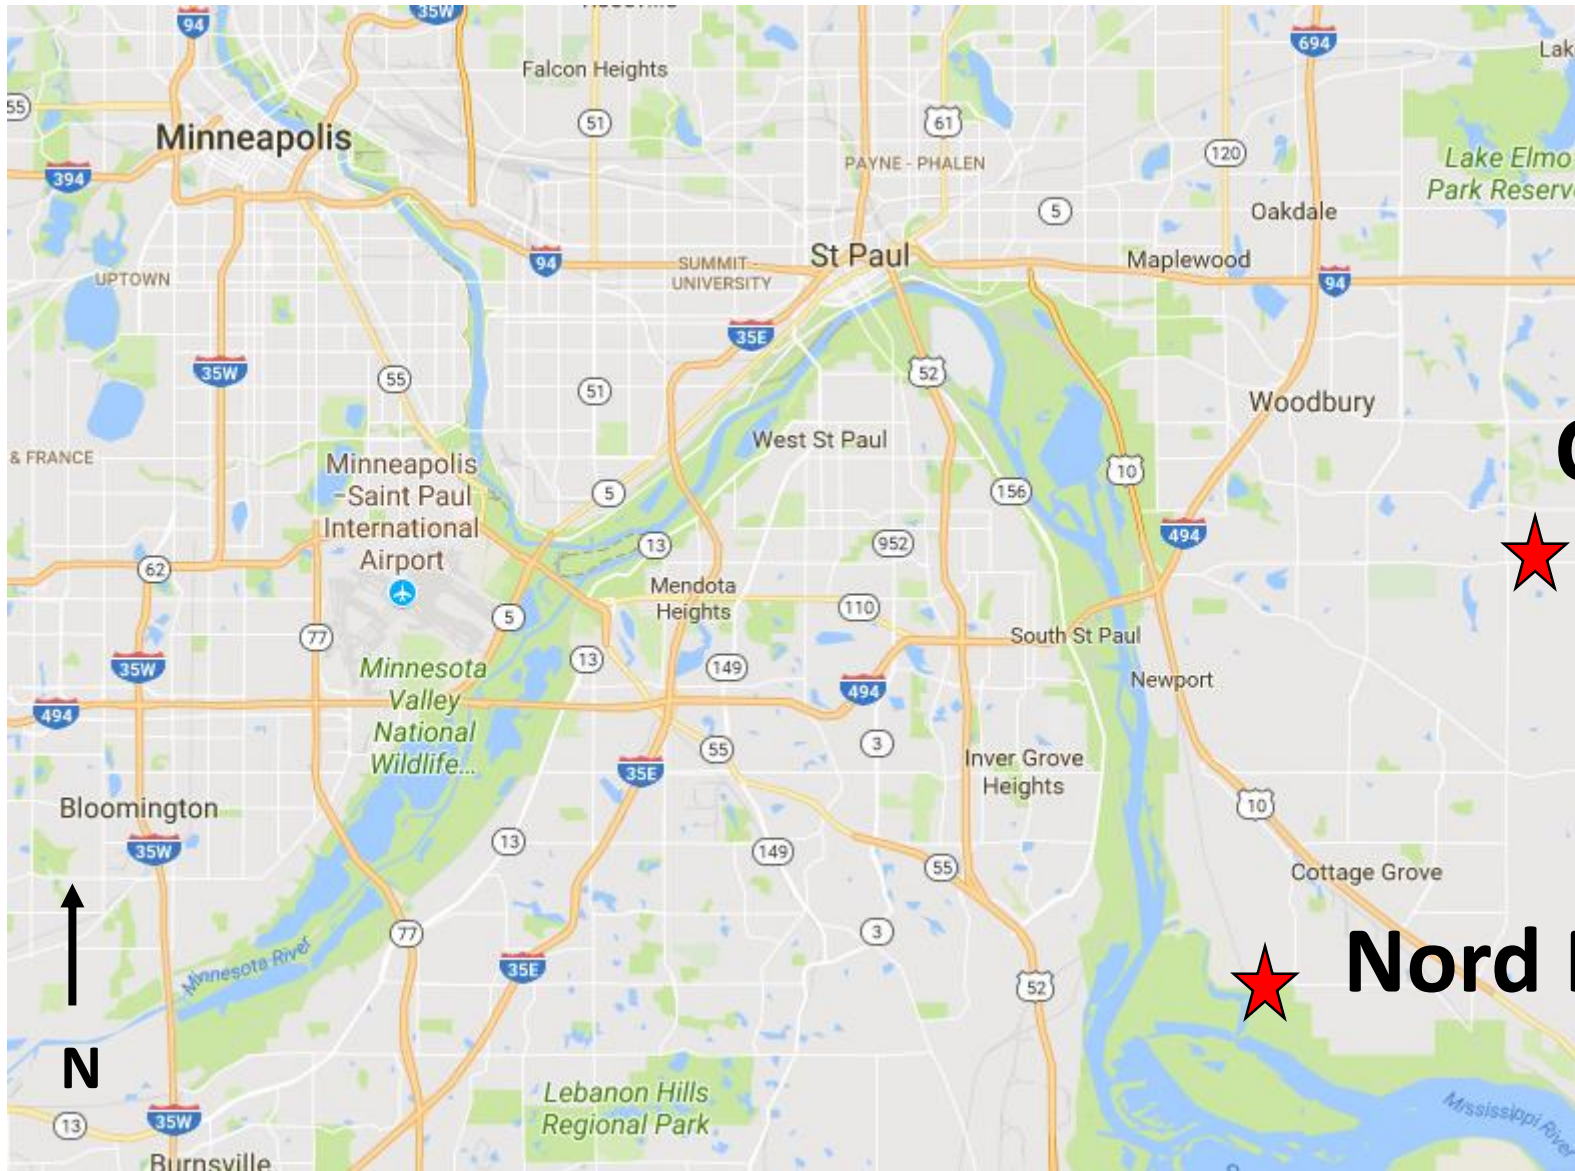 94
35W
694
Falcon Heights
55
51
61
Minneapolis
120
PAYNE - PHALEN
Lake Elmo
Park Reserve
394
5
Oakdale
St Paul
Maplewood
94
SUMMIT -
UNIVERSITY
UPTOWN
94
35E
35W
55
51
52
Woodbury
& FRANCE
West St Paul
Minneapolis
-Saint Paul
International
Airport
10
5
156
494
13
952
62
Mendota
Heights
110
5
77
South St Paul
13
149
35W
Minnesota
Valley
National
Wildlife...
Newport
494
494
55
3
35E
Inver Grove
Heights
Bloomington
10
13
149
35W
55
Cottage Grove
77
3
Nord
Minnesota River
35E
52
N
Lebanon Hills
Regional Park
Mississippi River
13
35W
Burnsville